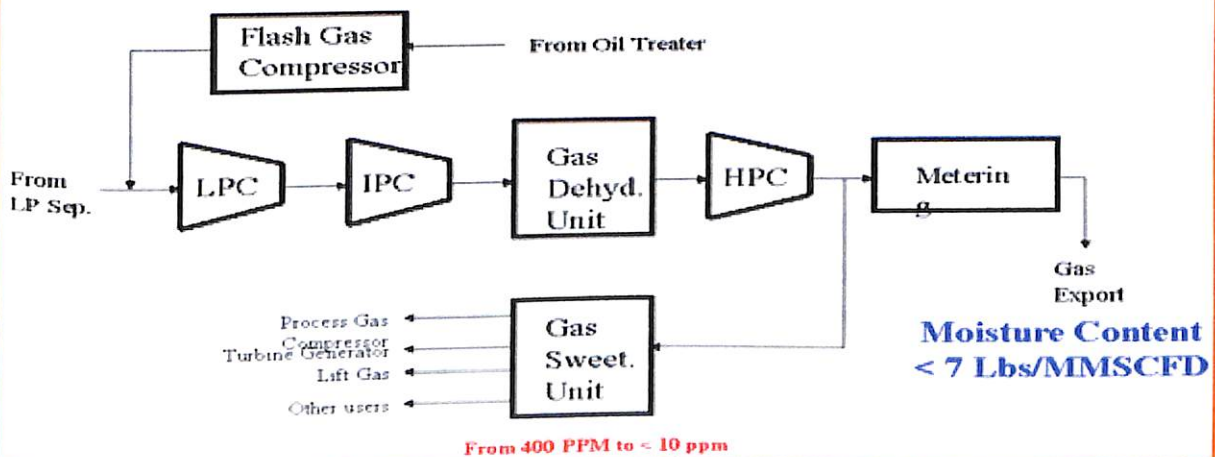 Flash Gas
Compressor
From Oil Treater
From
LP Sep.
LPC
IPC
Gas
Dehyd.
Unit
HPC
Meterin
g
Gas
Export
Moisture Content
< 7 Lbs/MMSCFD
Process Gas
Compressor
Turbine Generator
Lift Gas
Other users
Gas
Sweet.
Unit
From 400 PPM to < 10 ppm